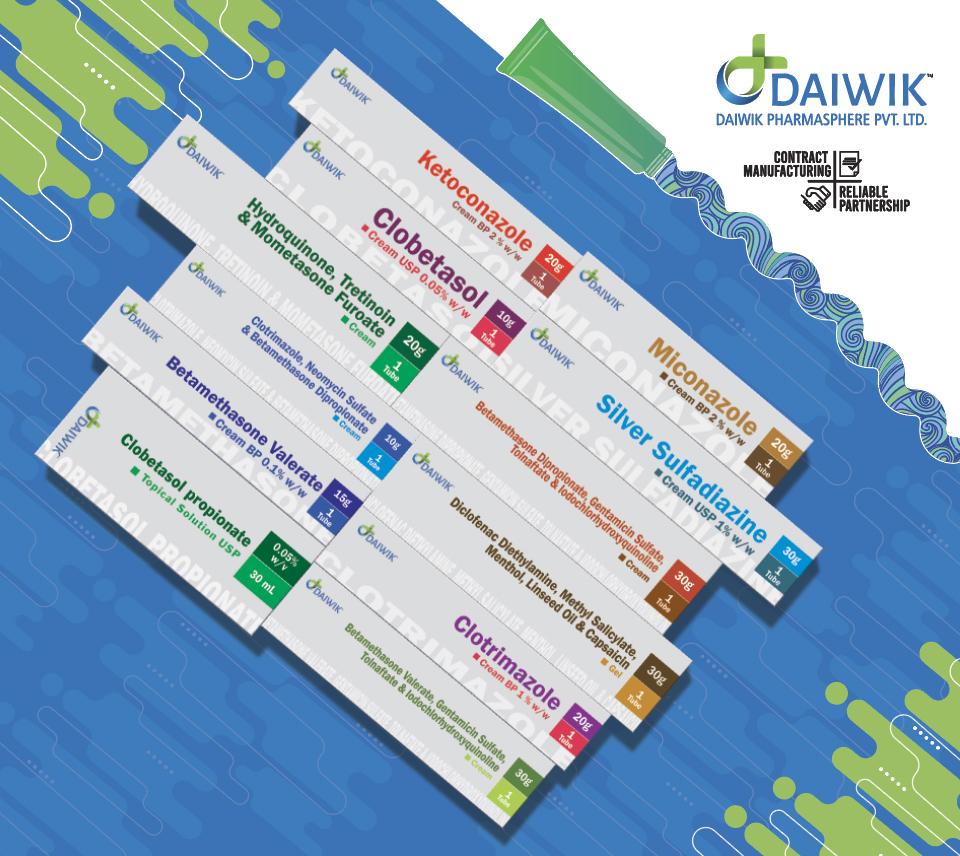 DAIWIK™
DAIWIK PHARMASPHERE PVT. LTD.
CONTRACT
MANUFACTURING
RELIABLE
PARTNERSHIP
DAIWIK
Ketoconazole
Cream BP 2 % w/w
20g
1
Tube
KETOCONAZOLE
DAIWIK
Clobetasol
Cream USP 0.05% w/w
10g
1
Tube
CLOBETASOL
DAIWIK
Hydroquinone, Tretinoin
& Mometasone Furoate
Cream
20g
1
Tube
HYDROQUINONE, TRETINOIN & MOMETASONE FUROATE
DAIWIK
Clotrimazole, Neomycin Sulfate
& Betamethasone Dipropionate
Cream
10g
1
Tube
DAIWIK
Betamethasone Valerate
Cream BP 0.1% w/w
15g
1
Tube
BETAMETHASON
DAIWIK
Clobetasol propionate
Topical Solution USP
0.05%
w/v
30 mL
OBETASOL PROPIONAT
DAIWIK
Miconazole
Cream BP 2 % w/w
20g
1
Tube
MICONAZO
DAIWIK
Silver Sulfadiazine
Cream USP 1% w/w
30g
1
Tube
SILVER SULFADIAZI
DAIWIK
Betamethasone Dipropionate, Gentamicin Sulfate,
Tolnaftate & Iodochlorhydroxyquinoline
Cream
30g
1
Tube
DAIWIK
Diclofenac Diethylamine, Methyl Salicylate,
Menthol, Linseed Oil & Capsaicin
Gel
30g
1
Tube
DAIWIK
Clotrimazole
Cream BP 1 % w/w
20g
1
Tube
CLOTRIMAZOLE
DAIWIK
Betamethasone Valerate, Gentamicin Sulfate,
Tolnaftate & Iodochlorhydroxyquinoline
Cream
30g
1
Tube